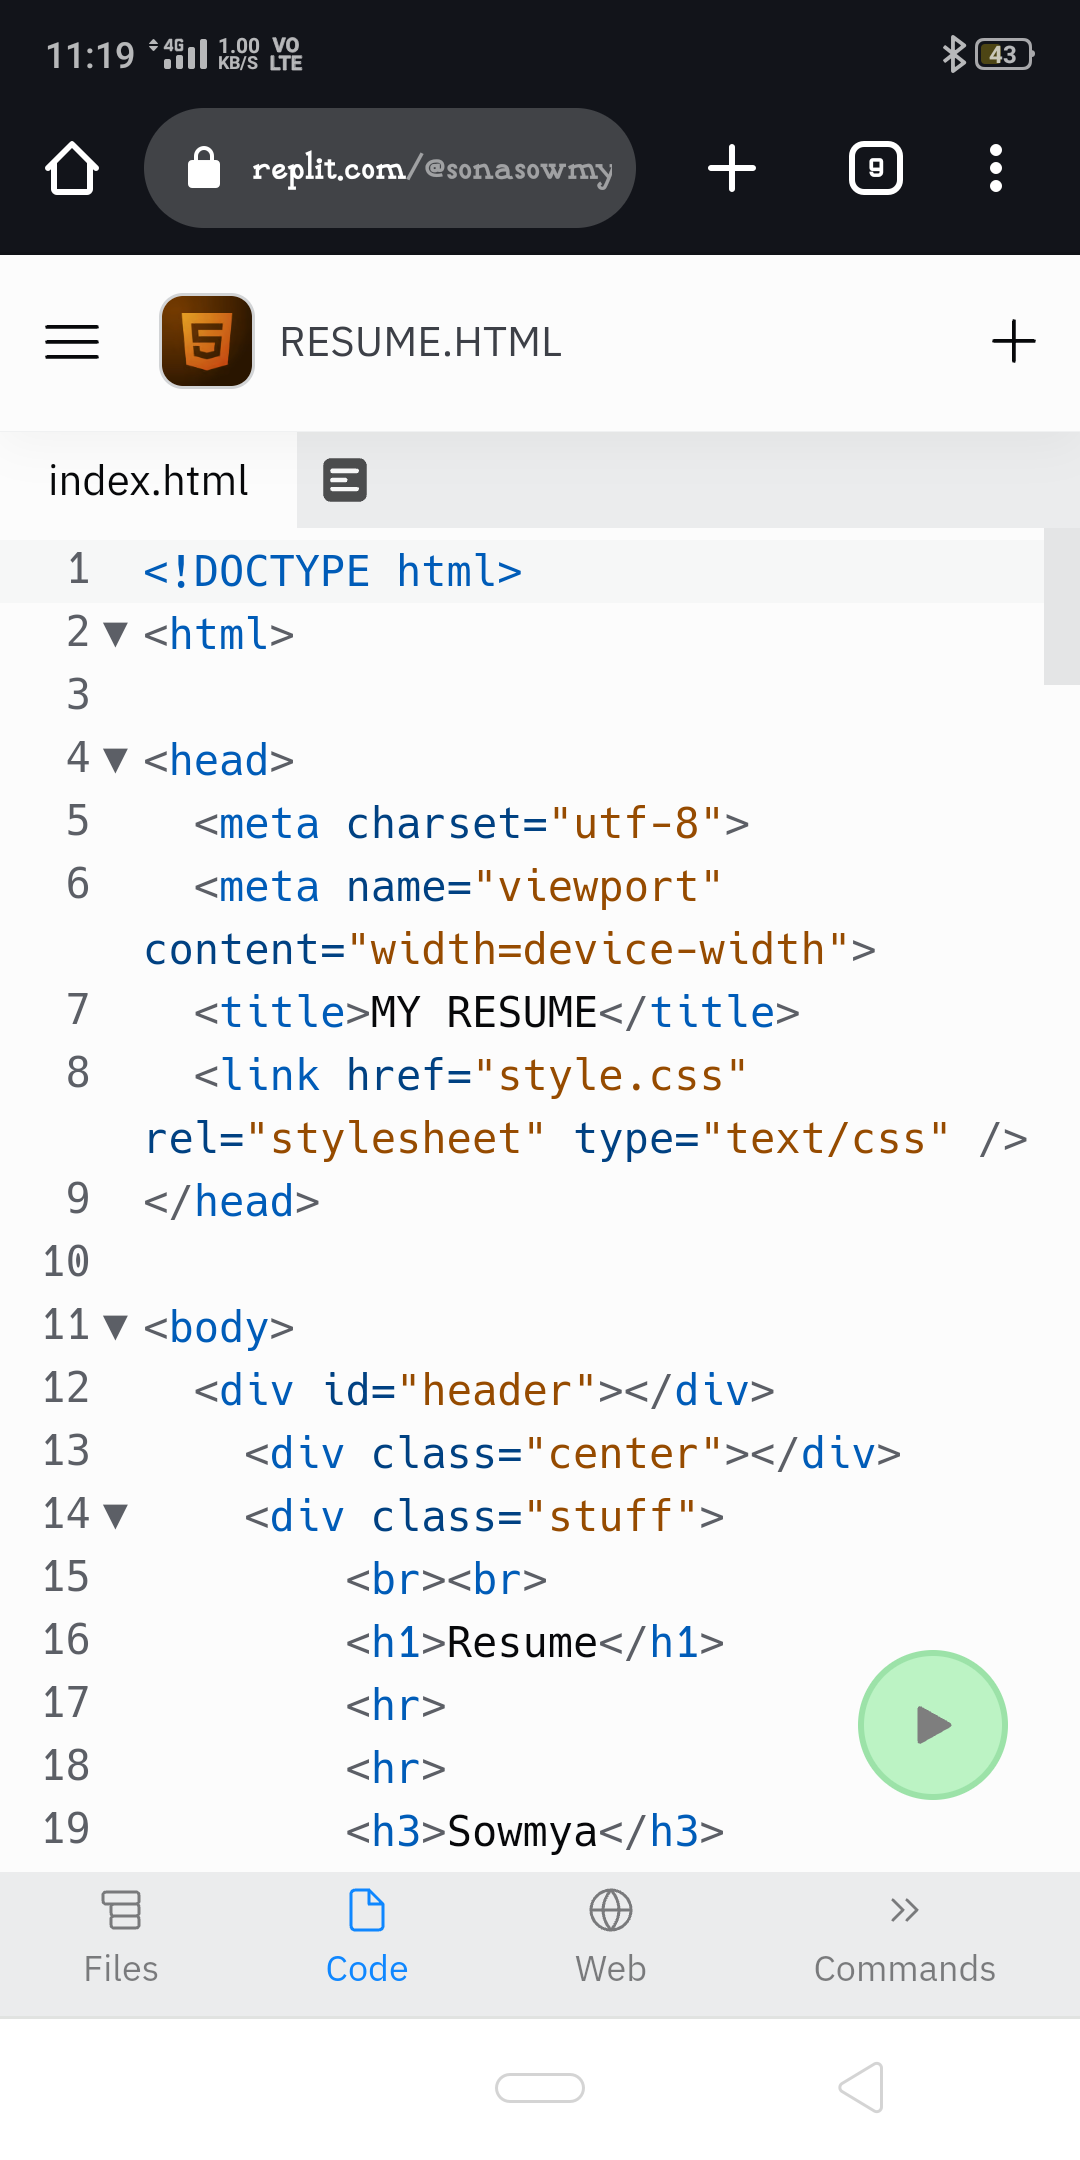 11:19 4G 1.00 KB/S VO LTE 43
replit.com/@sonasowmy
9
RESUME.HTML
index.html
1 <!DOCTYPE html>
2 <html>
3
4 <head>
5 <meta charset="utf-8">
6 <meta name="viewport"
content="width=device-width">
7 <title>MY RESUME</title>
8 <link href="style.css"
rel="stylesheet" type="text/css" />
9 </head>
10
11 <body>
12 <div id="header"></div>
13 <div class="center"></div>
14 <div class="stuff">
15 <br><br>
16 <h1>Resume</h1>
17 <hr>
18 <hr>
19 <h3>Sowmya</h3>
Files Code Web Commands